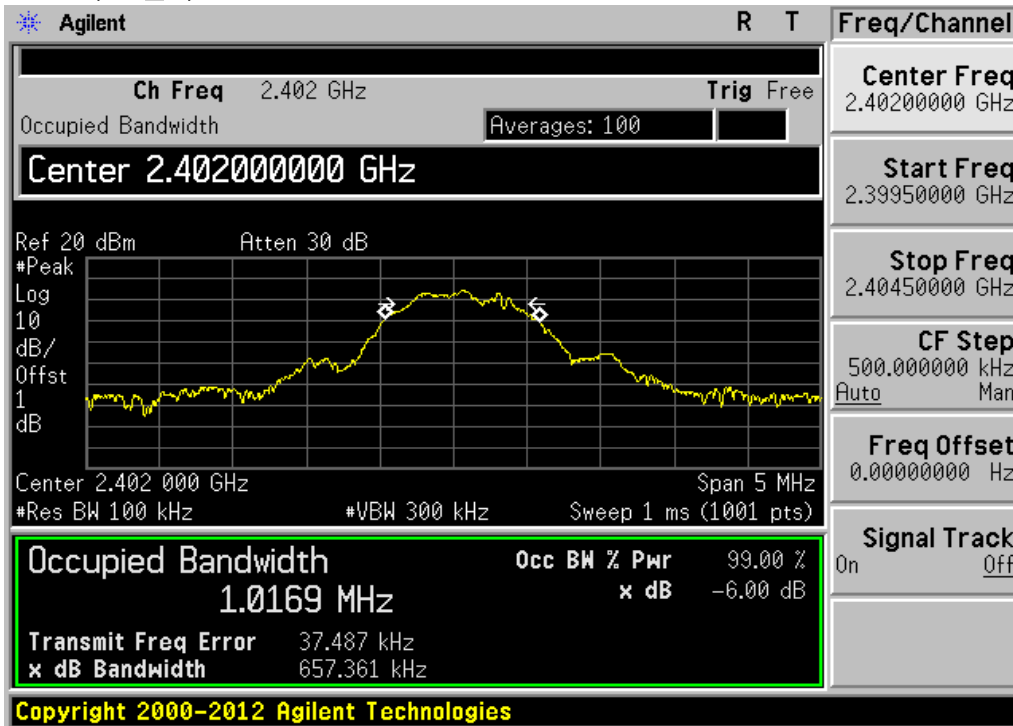 Agilent R T
Ch Freq 2.402 GHz Trig Free
Occupied Bandwidth Averages: 100
Center 2.402000000 GHz
Ref 20 dBm Atten 30 dB
#Peak
Log
10
dB/
Offst
1
dB
Center 2.402 000 GHz Span 5 MHz
#Res BW 100 kHz #VBW 300 kHz Sweep 1 ms (1001 pts)
Occupied Bandwidth Occ BW % Pwr 99.00 %
1.0169 MHz x dB -6.00 dB
Transmit Freq Error 37.487 kHz
x dB Bandwidth 657.361 kHz
Copyright 2000-2012 Agilent Technologies
Freq/Channel
Center Freq
2.40200000 GHz
Start Freq
2.39950000 GHz
Stop Freq
2.40450000 GHz
CF Step
500.000000 kHz
Auto Man
Freq Offset
0.00000000 Hz
Signal Track
On Off